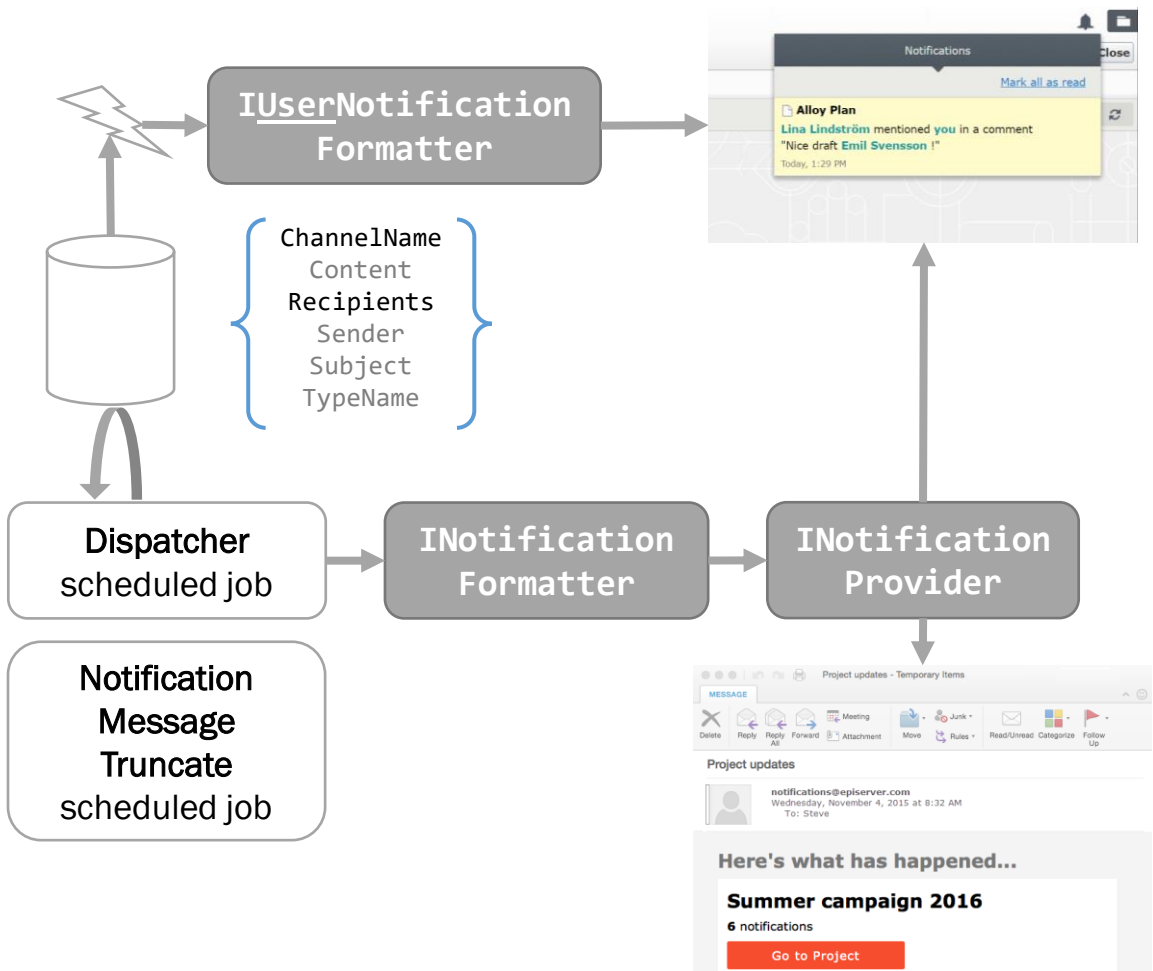 IUserNotification
Formatter
Notifications
Close
Mark all as read
Alloy Plan
Lina Lindström mentioned you in a comment
"Nice draft Emil Svensson !"
Today, 1:29 PM
ChannelName
Content
Recipients
Sender
Subject
TypeName
Dispatcher
scheduled job
INotification
Formatter
INotification
Provider
Notification
Message
Truncate
scheduled job
Project updates - Temporary Items
MESSAGE
Delete
Reply
Reply
All
Forward
Meeting
Attachment
Move
Junk
Rules
Read/Unread
Categorize
Follow
Up
Project updates
notifications@episerver.com
Wednesday, November 4, 2015 at 8:32 AM
To: Steve
Here's what has happened...
Summer campaign 2016
6 notifications
Go to Project